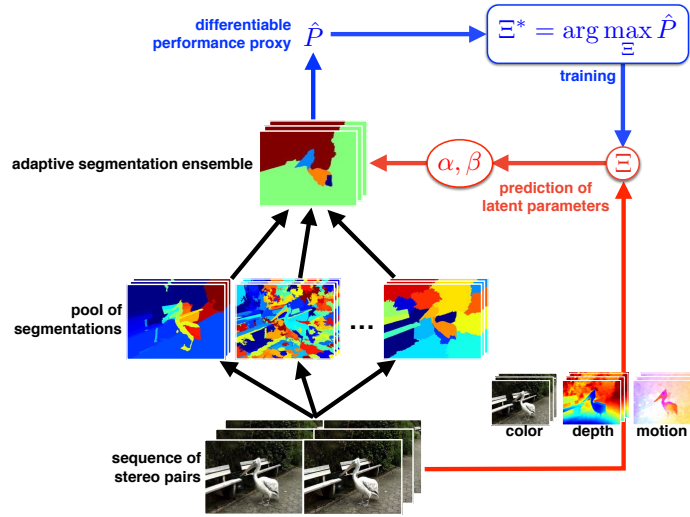 differentiable
performance proxy
P̂
Ξ* = arg max P̂
Ξ
training
adaptive segmentation ensemble
α, β
Ξ
prediction of
latent parameters
pool of
segmentations
...
color depth motion
sequence of
stereo pairs